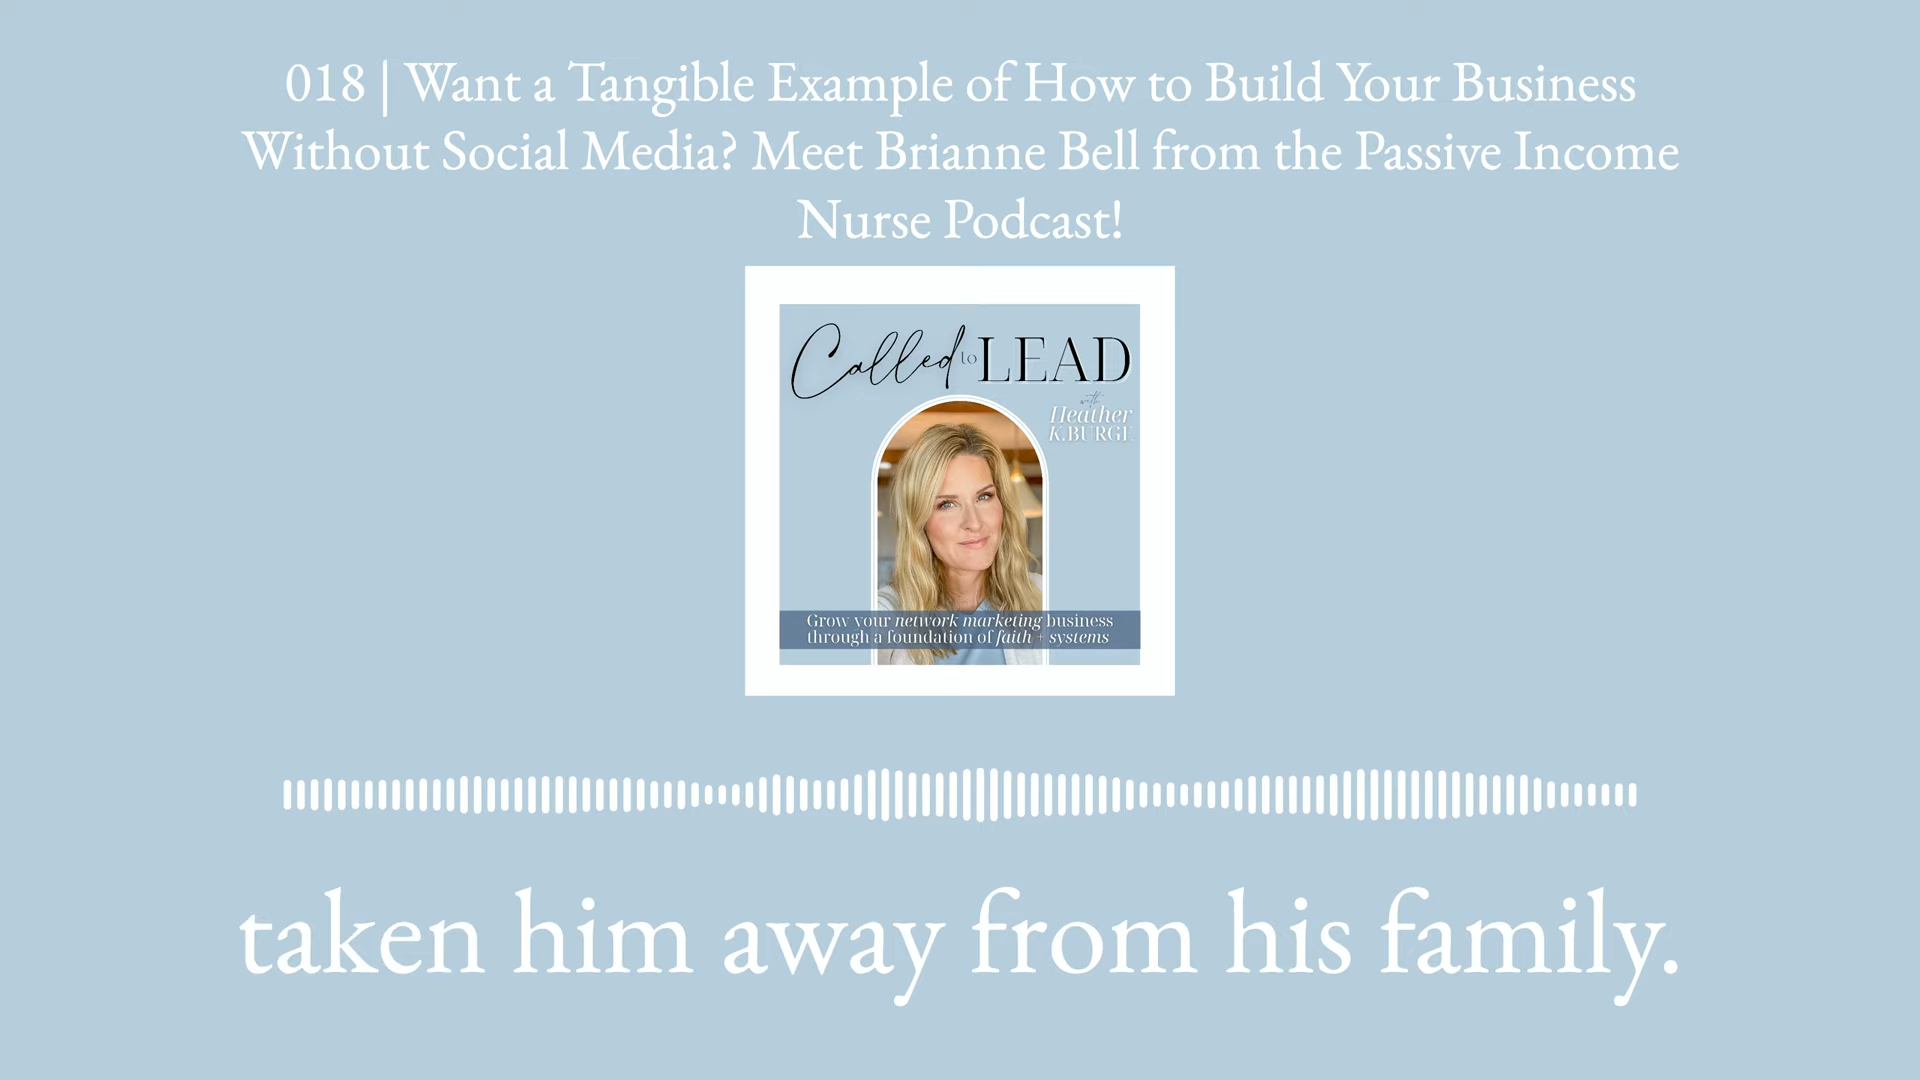 018 | Want a Tangible Example of How to Build Your Business
Without Social Media? Meet Brianne Bell from the Passive Income
Nurse Podcast!
Called to LEAD
with
Heather
K.BURGE
Grow your network marketing business
through a foundation of faith + systems
taken him away from his family.